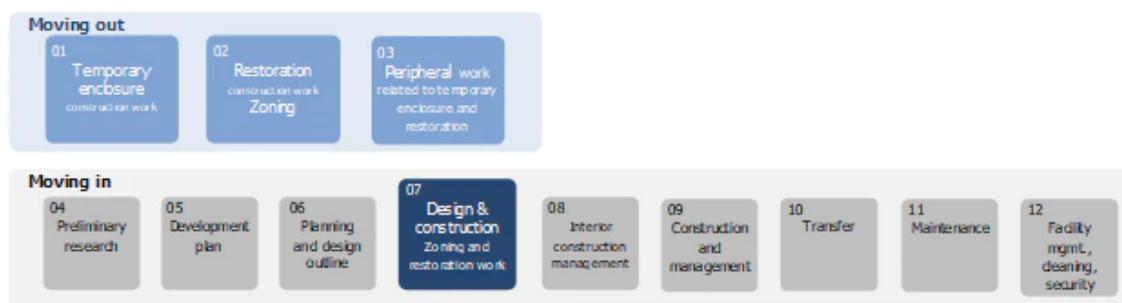 Moving out
01
Temporary
enclosure
construction work
02
Restoration
construction work
Zoning
03
Peripheral work
related to temporary
enclosure and
restoration
Moving in
04
Preliminary
research
05
Development
plan
06
Planning
and design
outline
07
Design &
construction
Zoning and
restoration work
08
Interior
construction
management
09
Construction
and
management
10
Transfer
11
Maintenance
12
Facility
mgmt.,
cleaning,
security